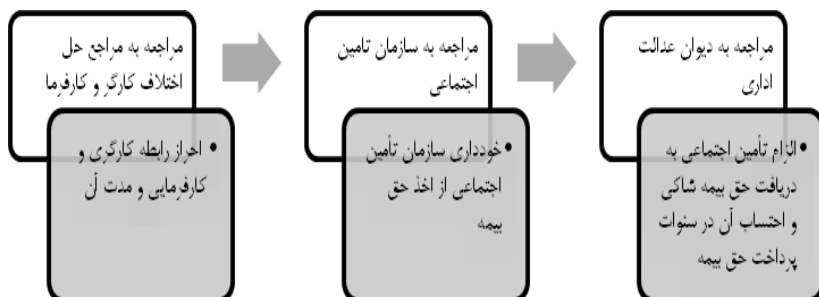 مراجعه به مراجع حل
اختلاف کارگر و کارفرما
• احراز رابطه کارگری و
کارفرمایی و مدت آن
مراجعه به سازمان تامین
اجتماعی
• خودداری سازمان تأمین
اجتماعی از اخذ حق
بیمه
مراجعه به دیوان عدالت
اداری
• الزام تأمین اجتماعی به
دریافت حق بیمه شاکی
و احتساب آن در سنوات
پرداخت حق بیمه